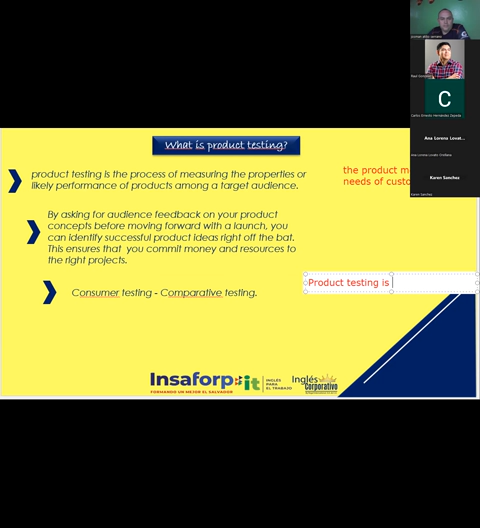 What is product testing?
product testing is the process of measuring the properties or
likely performance of products among a target audience.
the product m
needs of custo
By asking for audience feedback on your product
concepts before moving forward with a launch, you
can identify successful product ideas right off the bat.
This ensures that you commit money and resources to
the right projects.
Product testing is
Consumer testing - Comparative testing.
Insaforp
FORMANDO UN MEJOR EL SALVADOR
it
INGLÉS
PARA
EL TRABAJO
Inglés
Corporativo
C
Ana Lorena Lovat...
Karen Sanchez
Karen Sanchez